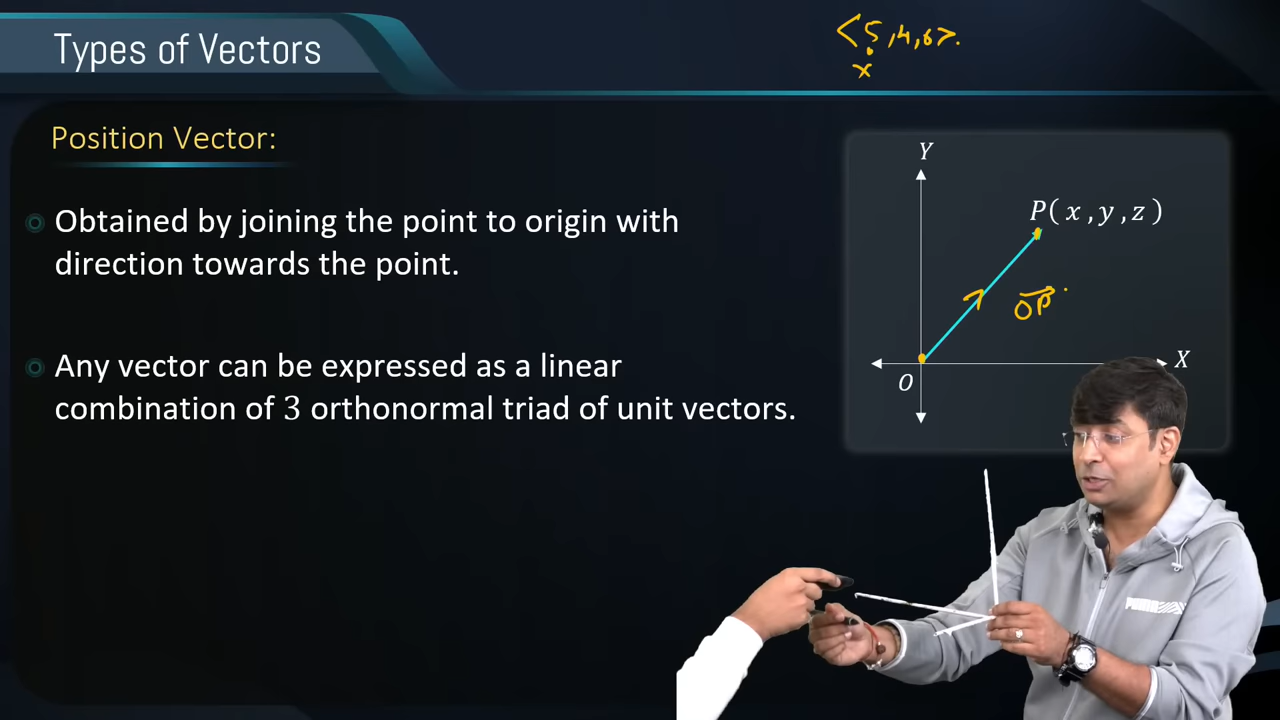 Types of Vectors
<5,4,6>.
x
Position Vector:
Obtained by joining the point to origin with
direction towards the point.
Any vector can be expressed as a linear
combination of 3 orthonormal triad of unit vectors.
Y
P( x , y , z )
OP
X
O
PUMA